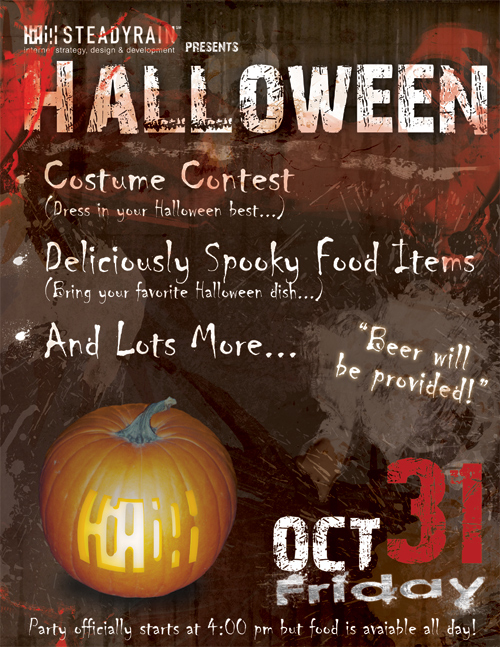 STEADYRAIN
internet strategy, design & development
PRESENTS
HALLOWEEN
Costume Contest
(Dress in your Halloween best...)
Deliciously Spooky Food Items
(Bring your favorite Halloween dish...)
And Lots More...
"Beer will
be provided!"
OCT 31
Friday
Party officially starts at 4:00 pm but food is avaiable all day!